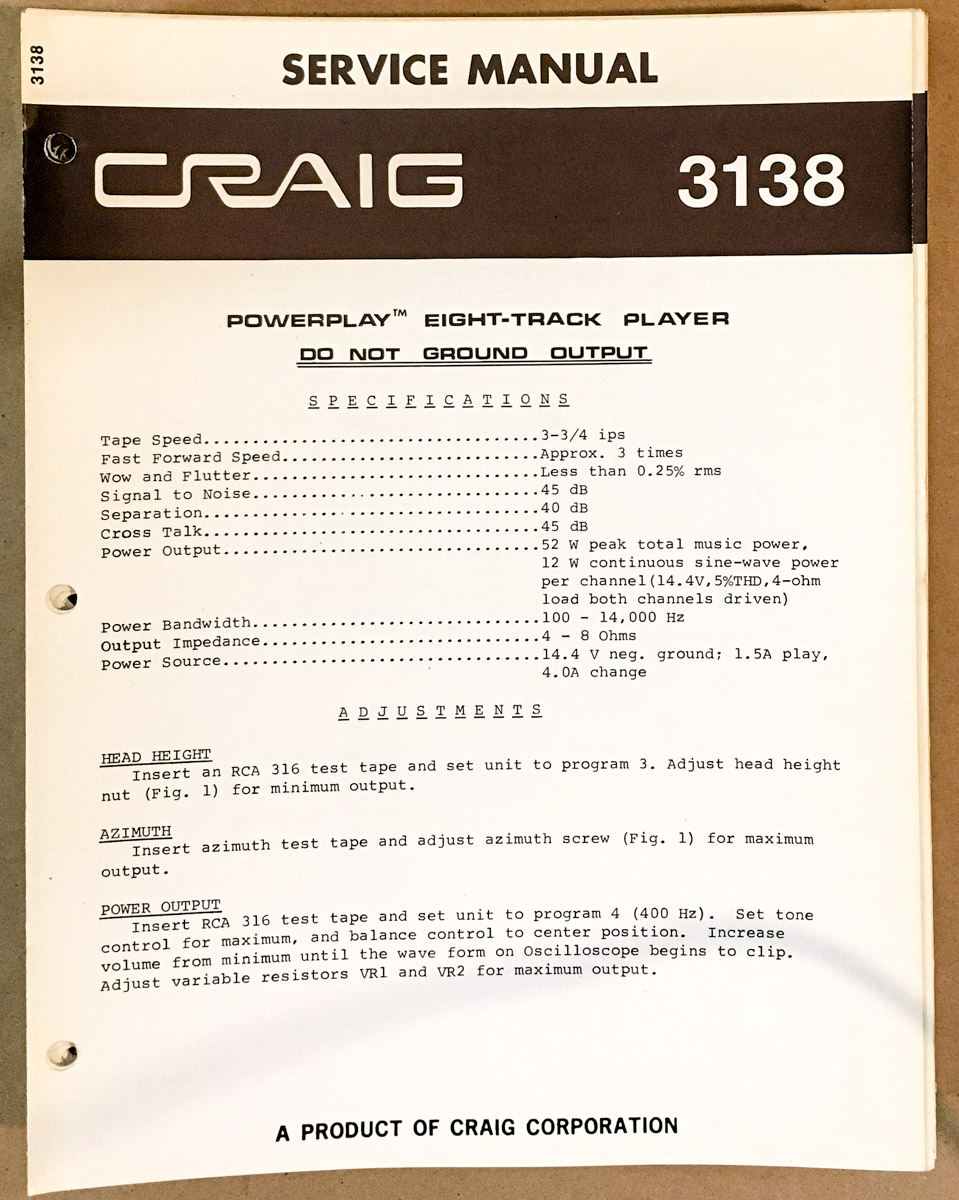 3138
SERVICE MANUAL
CRAIG 3138
POWERPLAY™ EIGHT-TRACK PLAYER
DO NOT GROUND OUTPUT
SPECIFICATIONS
Tape Speed....................................3-3/4 ips
Fast Forward Speed............................Approx. 3 times
Wow and Flutter...............................Less than 0.25% rms
Signal to Noise...............................45 dB
Separation....................................40 dB
Cross Talk....................................45 dB
Power Output..................................52 W peak total music power,
12 W continuous sine-wave power
per channel(14.4V,5%THD,4-ohm
load both channels driven)
Power Bandwidth...............................100 - 14,000 Hz
Output Impedance..............................4 - 8 Ohms
Power Source..................................14.4 V neg. ground; 1.5A play,
4.0A change
ADJUSTMENTS
HEAD HEIGHT
Insert an RCA 316 test tape and set unit to program 3. Adjust head height
nut (Fig. 1) for minimum output.
AZIMUTH
Insert azimuth test tape and adjust azimuth screw (Fig. 1) for maximum
output.
POWER OUTPUT
Insert RCA 316 test tape and set unit to program 4 (400 Hz). Set tone
control for maximum, and balance control to center position. Increase
volume from minimum until the wave form on Oscilloscope begins to clip.
Adjust variable resistors VR1 and VR2 for maximum output.
A PRODUCT OF CRAIG CORPORATION